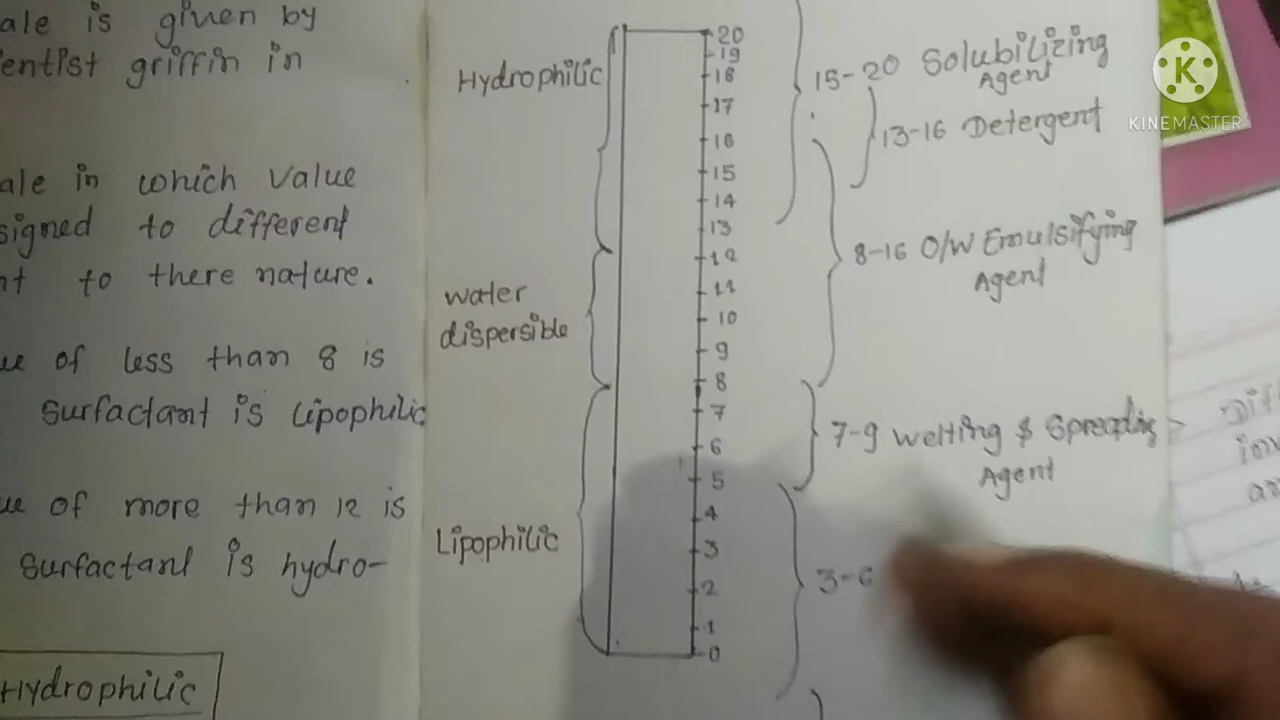 ale is given by
entist griffin in
ale in which value
signed to different
nt to there nature.
ue of less than 8 is
surfactant is Lipophilic
ue of more than 12 is
surfactant is hydro-
Hydrophilic
Hydrophilic
water
dispersible
Lipophilic
20
19
18
17
16
15
14
13
12
11
10
9
8
7
6
5
4
3
2
1
0
15-20 Solubilizing
Agent
13-16 Detergent
8-16 O/W Emulsifying
Agent
7-9 Wetting & Spreading
Agent
3-6
K
KINEMASTER